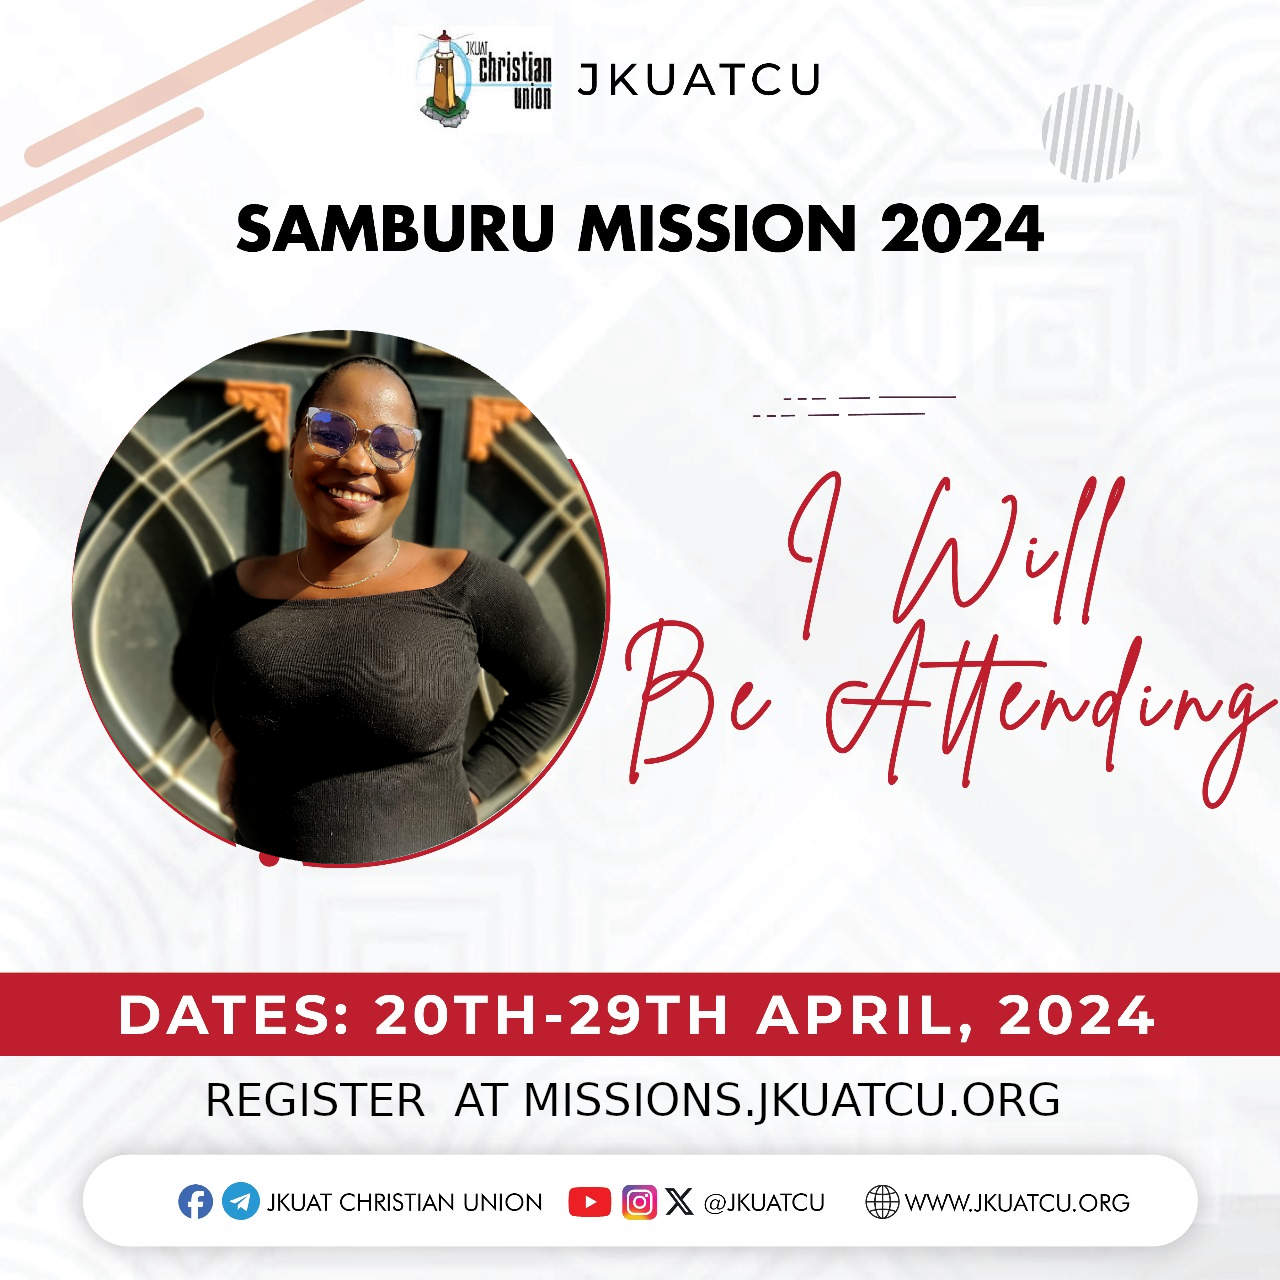 JKUAT
christian
union
JKUATCU
SAMBURU MISSION 2024
I Will
Be Attending
DATES: 20TH-29TH APRIL, 2024
REGISTER  AT MISSIONS.JKUATCU.ORG
JKUAT CHRISTIAN UNION @JKUATCU WWW.JKUATCU.ORG